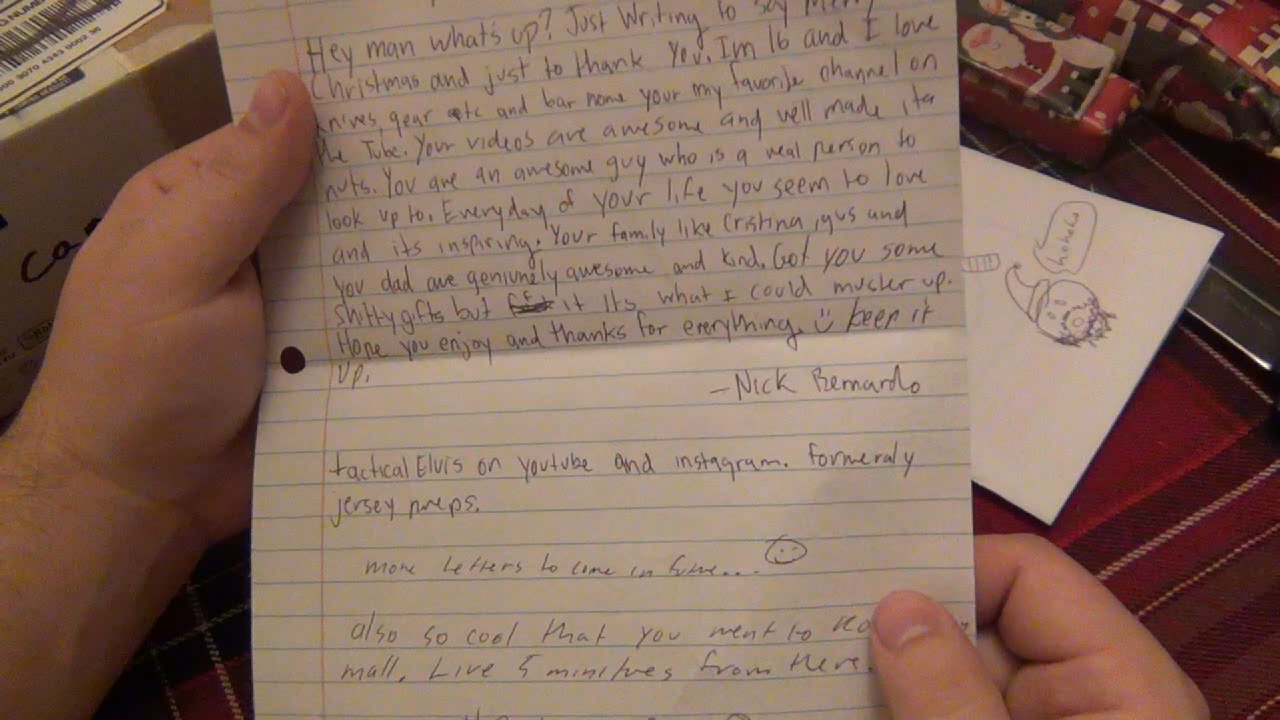 Hey man what's up? Just Writing to say Merry
Christmas and just to thank you. Im 16 and I love
knives, gear etc and bar none your my favorite channel on
the Tube. Your videos are awesome and well made its
nuts. You are an awesome guy who is a real person to
look up to. Everyday of your life you seem to love
and its inspiring. Your family like Cristina, gus and
you dad are geniunely awesome and kind. Got you some
shitty gifts but it Its what I could muster up.
Hope you enjoy and thanks for everything. keep it
up.
-Nick Bernardo
tactical Elvis on youtube and instagram. formeraly
jersey preps.
more letters to come in future...
also so cool that you went to
mall. Live 5 minitues from there.
hohoho